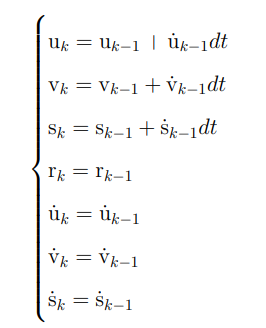 u_k = u_{k−1} | u̇_{k−1}dt
v_k = v_{k−1} + v̇_{k−1}dt
s_k = s_{k−1} + ṡ_{k−1}dt
r_k = r_{k−1}
u̇_k = u̇_{k−1}
v̇_k = v̇_{k−1}
ṡ_k = ṡ_{k−1}